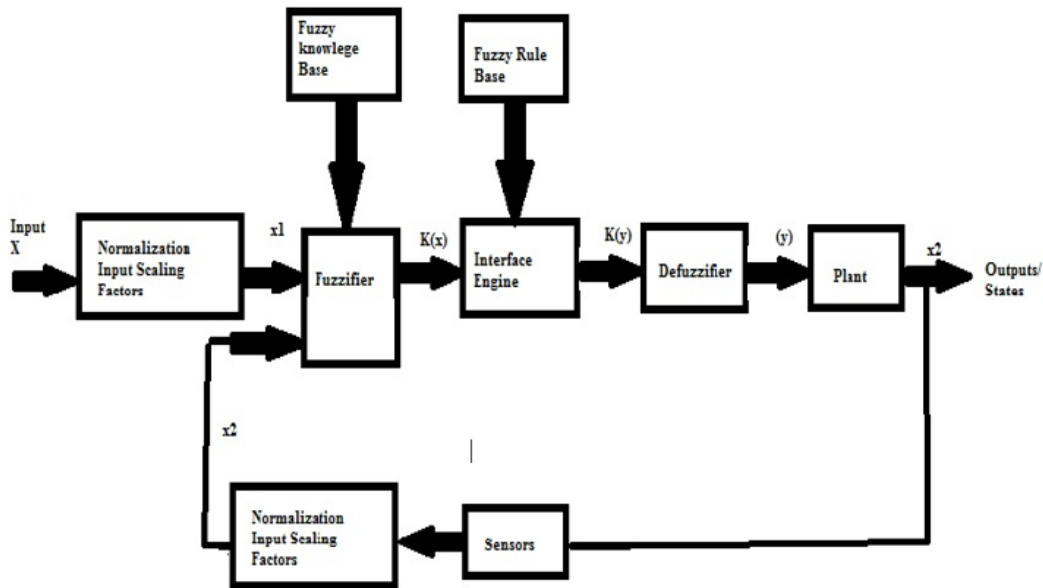 Fuzzy
knowlege
Base
Fuzzy Rule
Base
Input
X
Normalization
Input Scaling
Factors
x1
Fuzzifier
K(x)
Interface
Engine
K(y)
Defuzzifier
(y)
Plant
x2
Outputs/
States
x2
Normalization
Input Scaling
Factors
Sensors